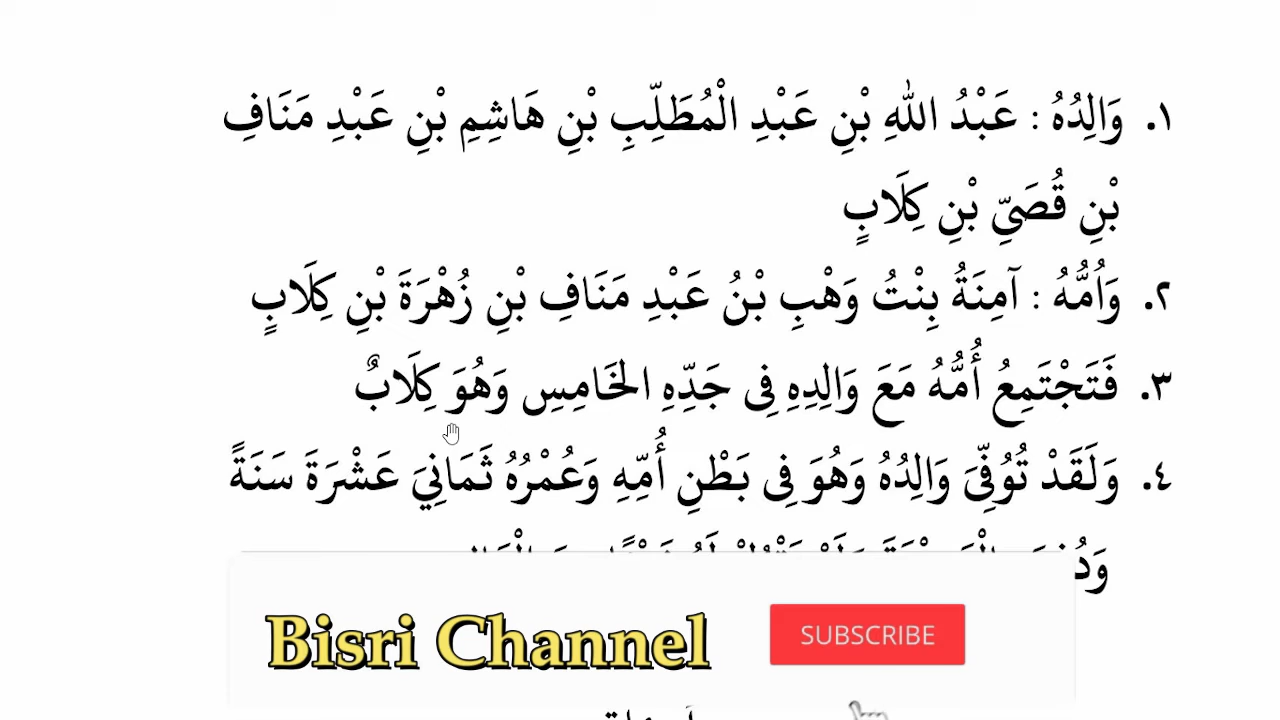 ١. وَالِدُهُ : عَبْدُ اللهِ بْنِ عَبْدِ الْمُطَلِّبِ بْنِ هَاشِمِ بْنِ عَبْدِ مَنَافِ
بْنِ قُصَيِّ بْنِ كِلَابٍ
٢. وَاُمُّهُ : آمِنَةُ بِنْتُ وَهْبِ بْنُ عَبْدِ مَنَافِ بْنِ زُهْرَةَ بْنِ كِلَابٍ
٣. فَتَجْتَمِعُ أُمُّهُ مَعَ وَالِدِهِ فِى جَدِّهِ الخَامِسِ وَهُوَ كِلَابٌ
٤. وَلَقَدْ تُوُفِّىَ وَالِدُهُ وَهُوَ فِى بَطْنِ أُمِّهِ وَعُمْرُهُ ثَمَانِيَ عَشْرَةَ سَنَةً
Bisri Channel
SUBSCRIBE